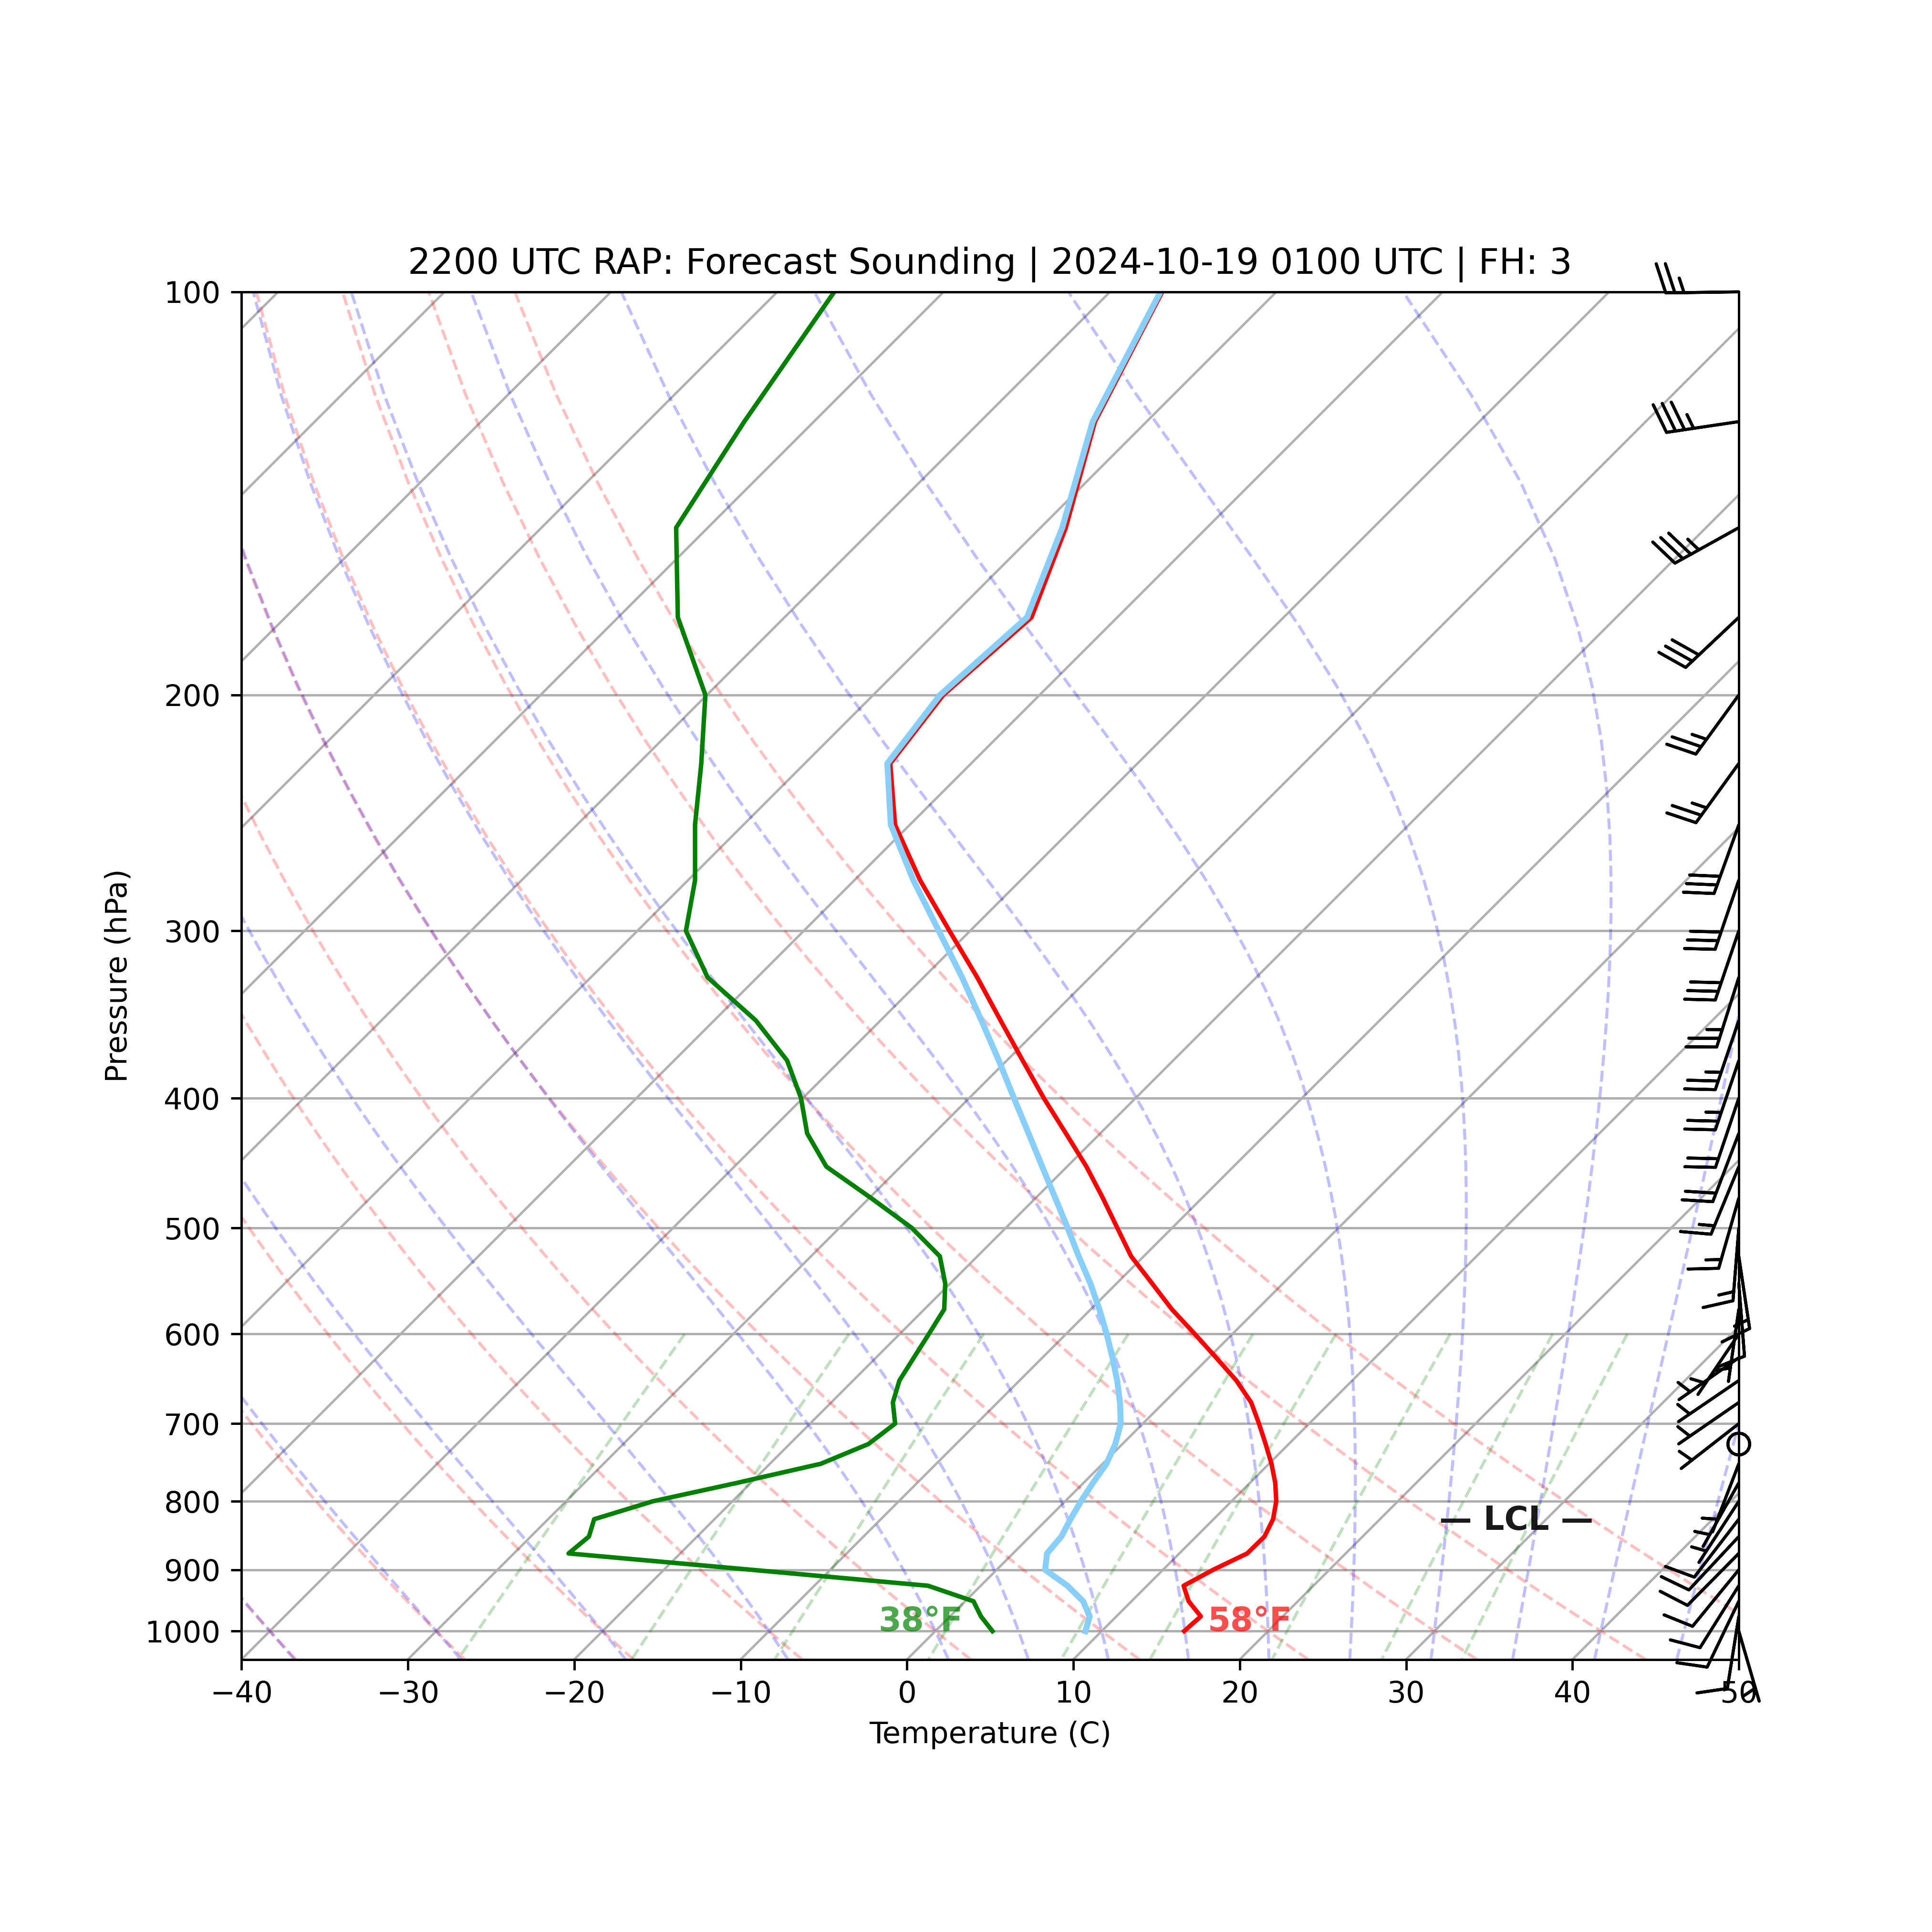 2200 UTC RAP: Forecast Sounding | 2024-10-19 0100 UTC | FH: 3
100
200
300
400
500
600
700
800
900
1000
Pressure (hPa)
— LCL —
38°F
58°F
−40 −30 −20 −10 0 10 20 30 40 50
Temperature (C)